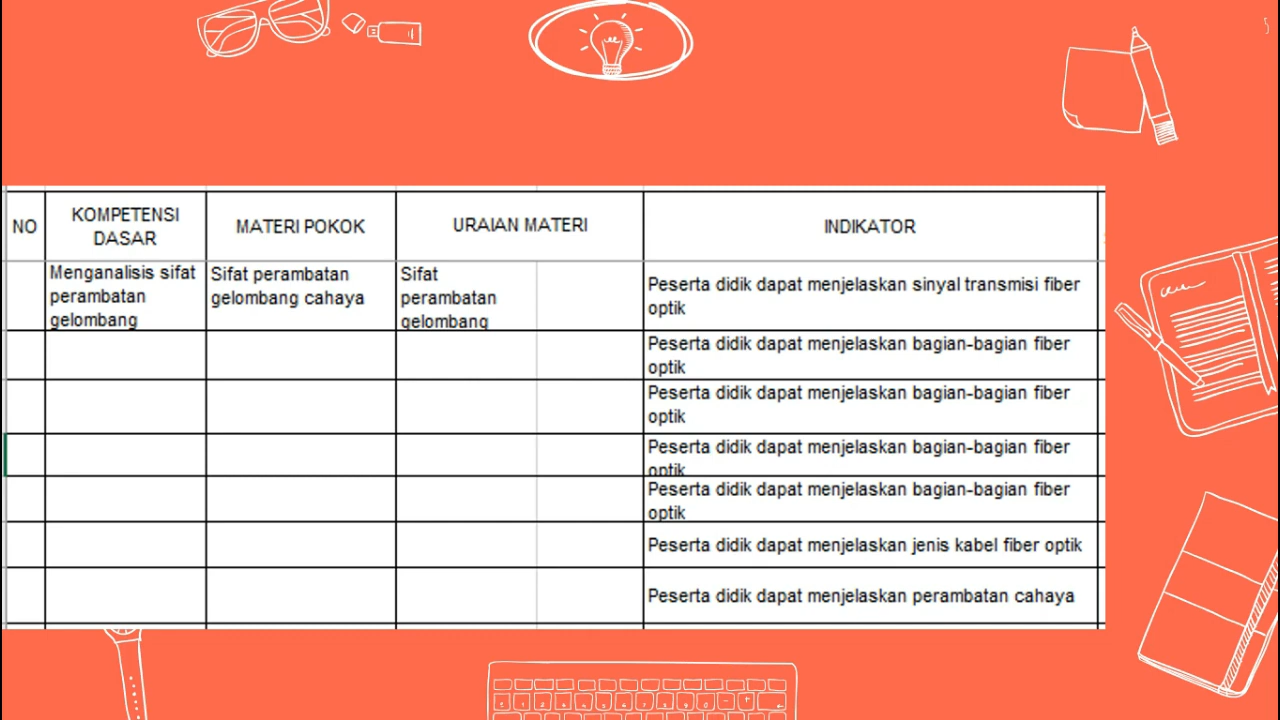 NO
KOMPETENSI
DASAR
MATERI POKOK
URAIAN MATERI
INDIKATOR
Menganalisis sifat
perambatan
gelombang
Sifat perambatan
gelombang cahaya
Sifat
perambatan
gelombang
Peserta didik dapat menjelaskan sinyal transmisi fiber
optik
Peserta didik dapat menjelaskan bagian-bagian fiber
optik
Peserta didik dapat menjelaskan bagian-bagian fiber
optik
Peserta didik dapat menjelaskan bagian-bagian fiber
optik
Peserta didik dapat menjelaskan bagian-bagian fiber
optik
Peserta didik dapat menjelaskan jenis kabel fiber optik
Peserta didik dapat menjelaskan perambatan cahaya